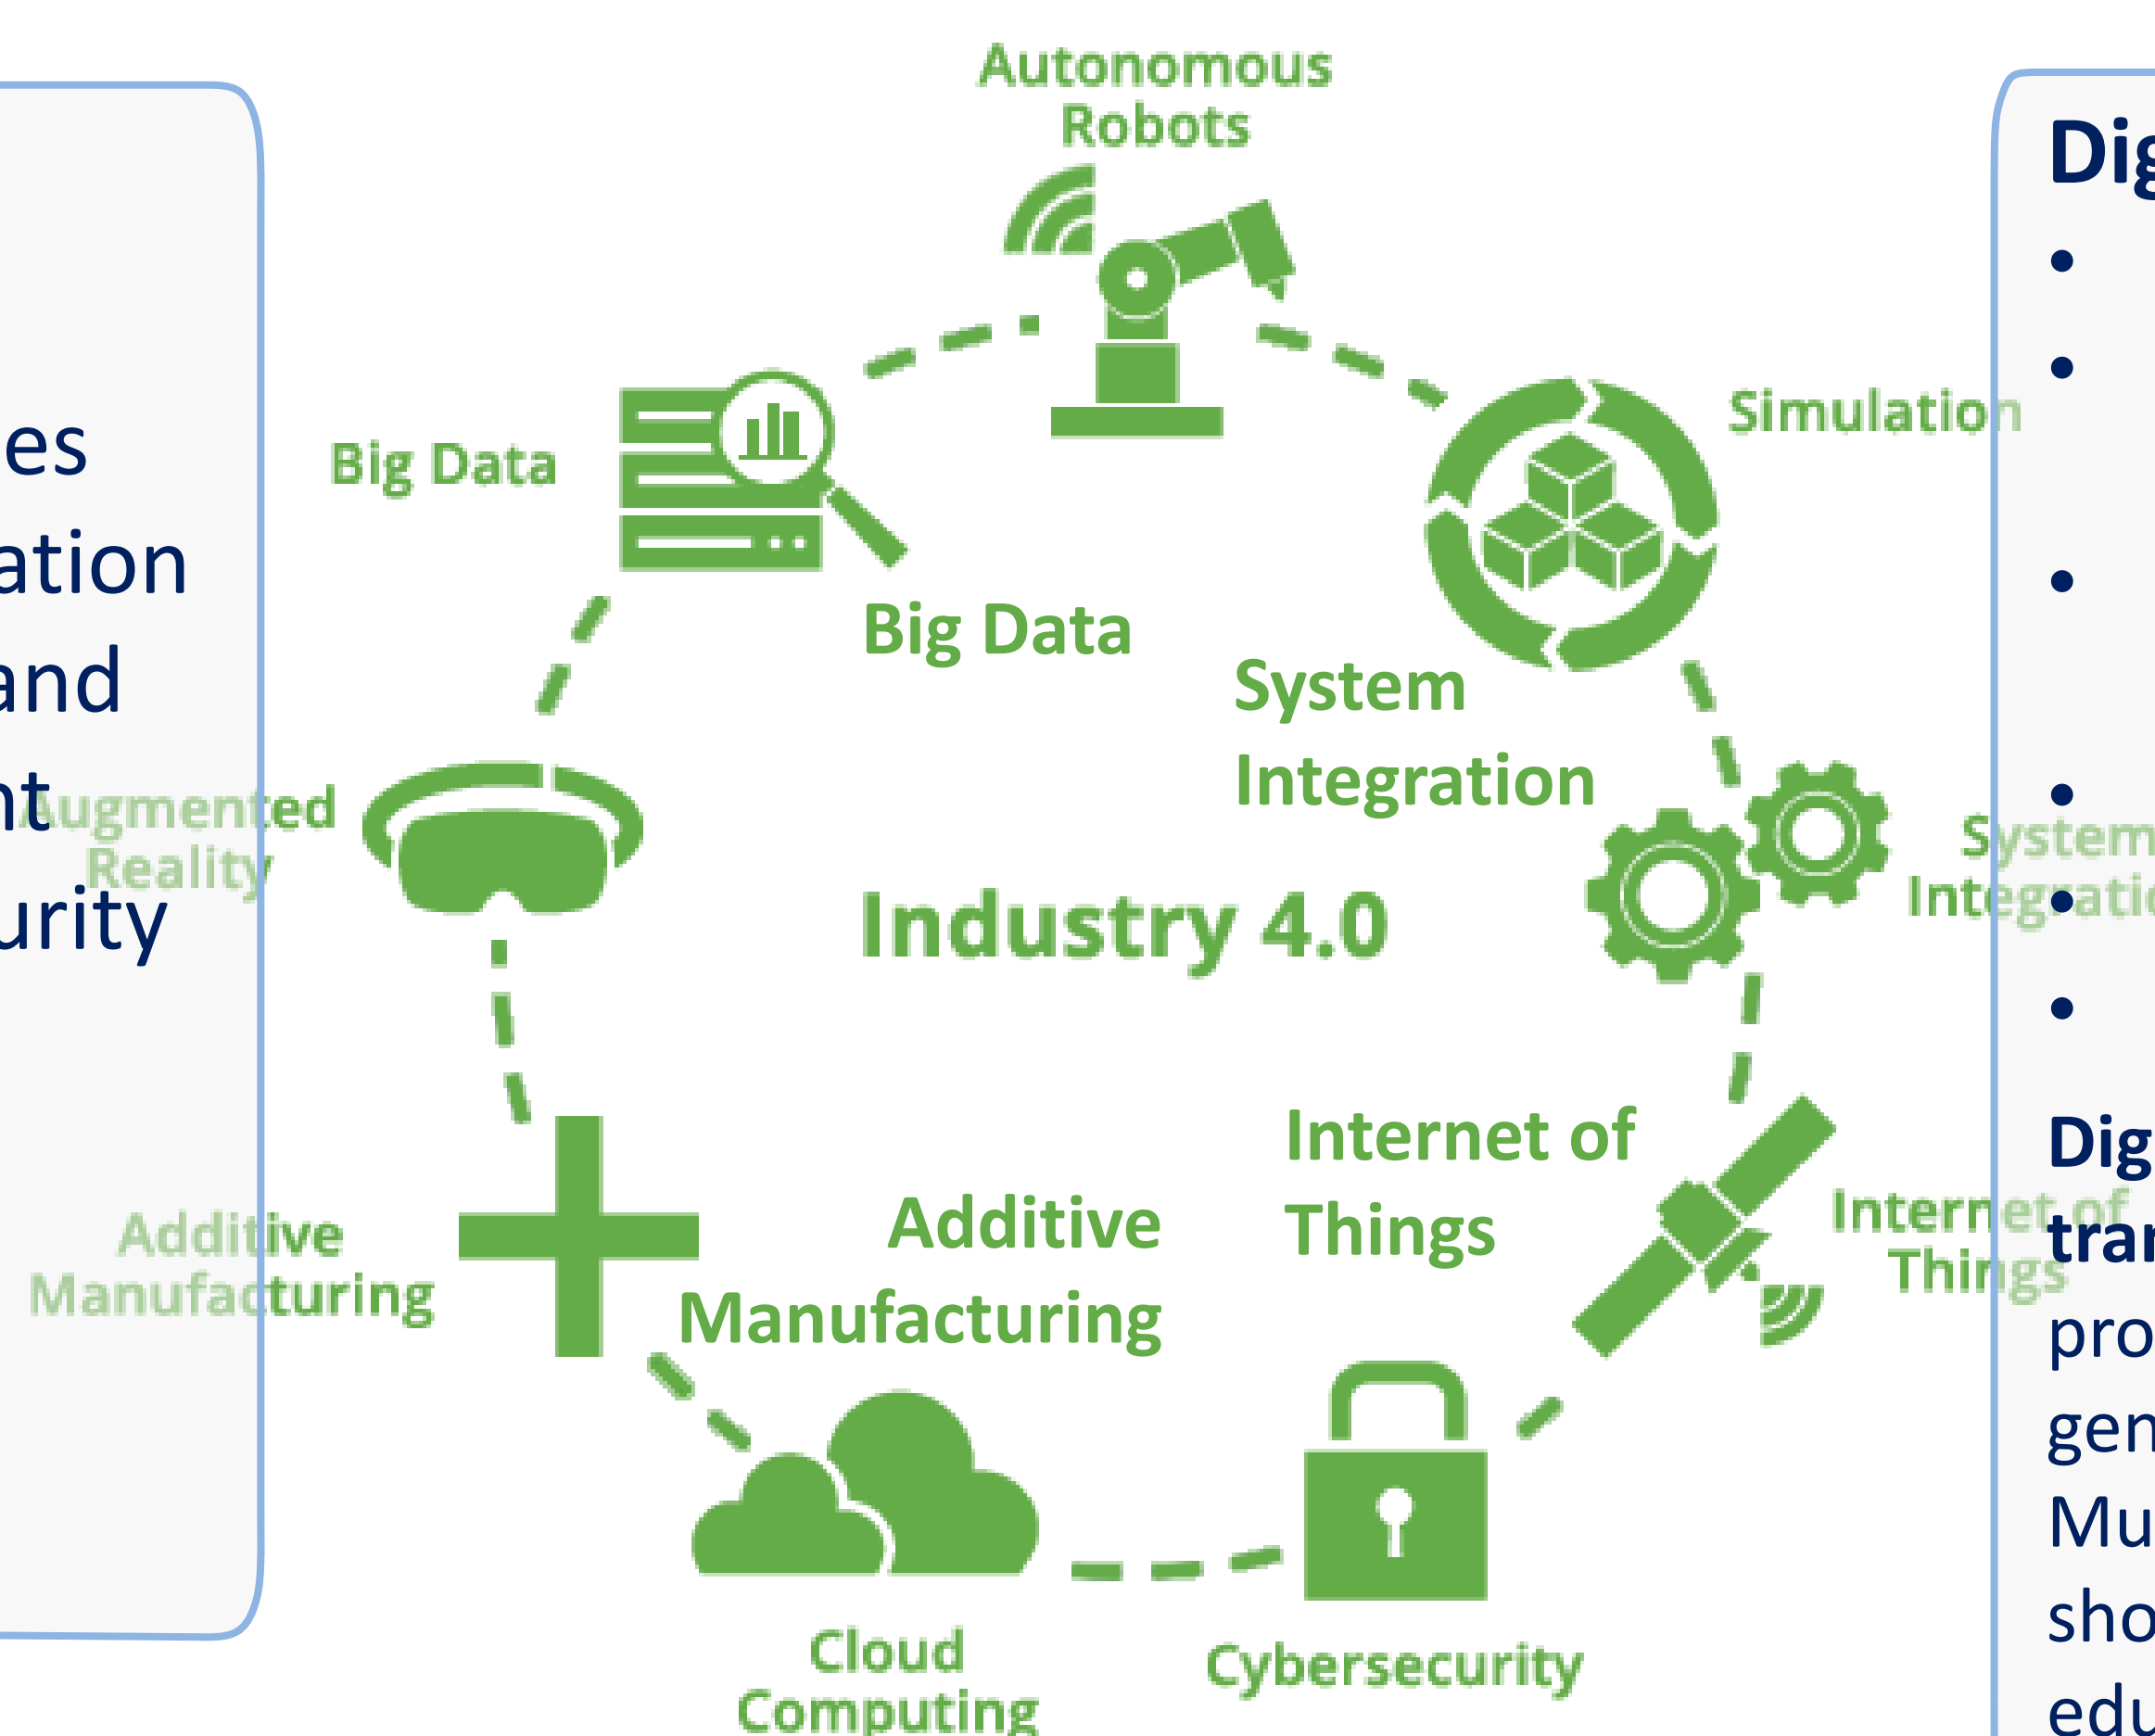 es
ation
and
nt
urity
Autonomous
Robots
Big Data
Simulation
Big Data
System
Integration
Augmented
Reality
System
Integratio
Industry 4.0
Internet of
Things
Additive
Manufacturing
Additive
Manufacturing
Internet of
Things
Cloud
Computing
Cybersecurity
Dig
•
•
•
•
•
•
Dig
tran
pro
gen
Mu
sho
edu